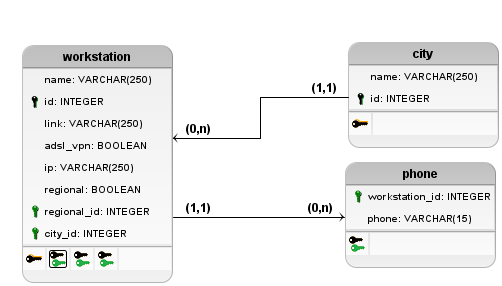 workstation
name: VARCHAR(250)
id: INTEGER
link: VARCHAR(250)
adsl_vpn: BOOLEAN
ip: VARCHAR(250)
regional: BOOLEAN
regional_id: INTEGER
city_id: INTEGER
(1,1)
(0,n)
city
name: VARCHAR(250)
id: INTEGER
phone
workstation_id: INTEGER
phone: VARCHAR(15)
(1,1)
(0,n)